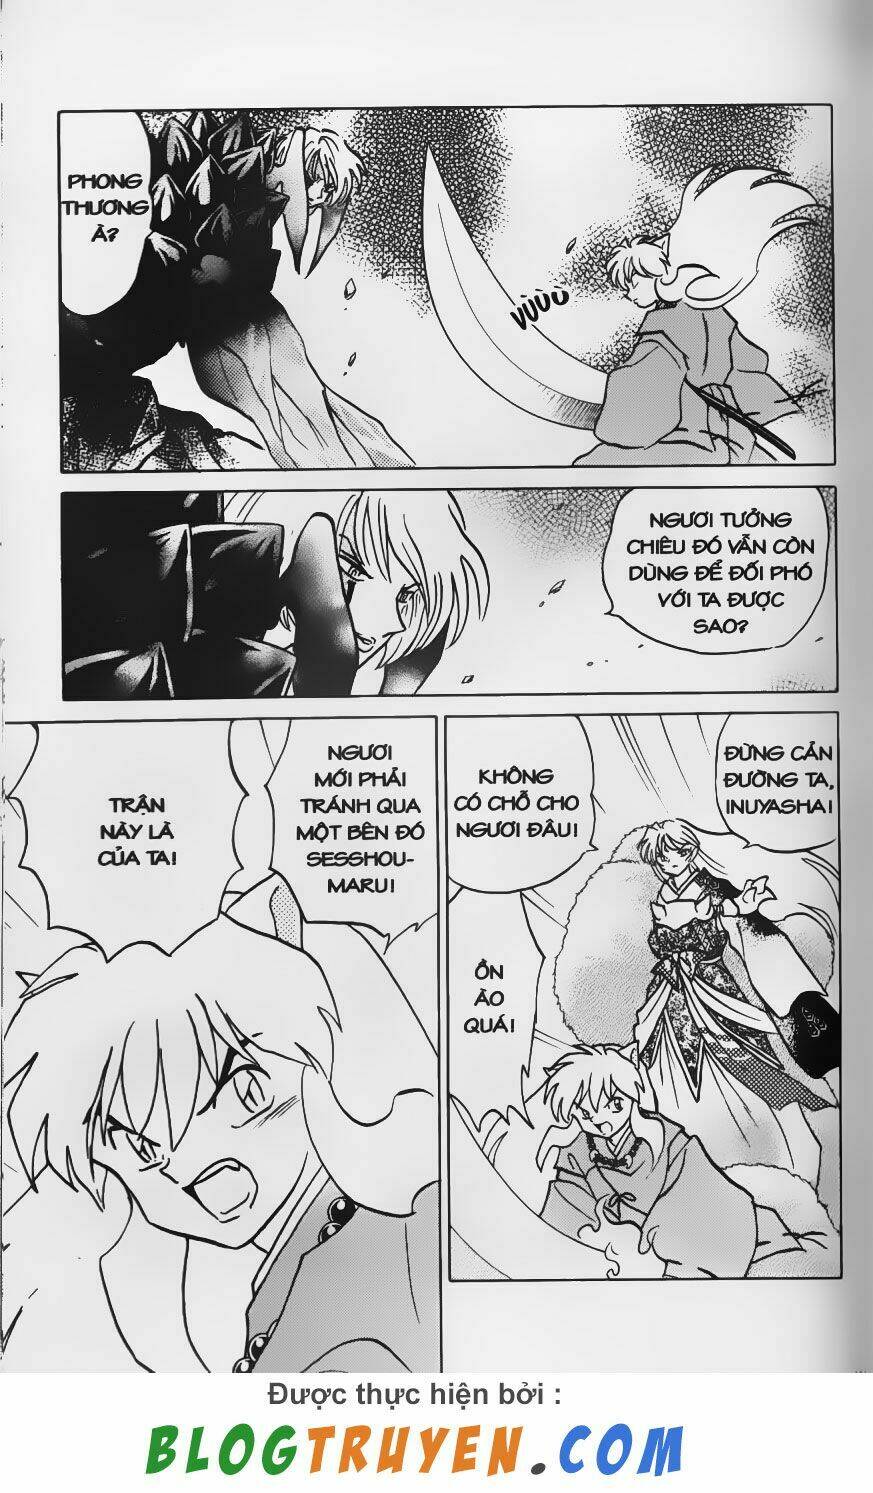 PHONG
THƯƠNG
À?
VÙÙÙ
NGƯƠI TƯỞNG
CHIÊU ĐÓ VẪN CÒN
DÙNG ĐỂ ĐỐI PHÓ
VỚI TA ĐƯỢC
SAO?
ĐỪNG CẢN
ĐƯỜNG TA,
INUYASHA!
KHÔNG
CÓ CHỖ CHO
NGƯƠI ĐÂU!
ỒN
ÀO
QUÁ!
NGƯƠI
MỚI PHẢI
TRÁNH QUA
MỘT BÊN ĐÓ
SESSHOU-
MARU!
TRẬN
NÀY LÀ
CỦA TA!
Được thực hiện bởi :
BLOGTRUYEN.COM